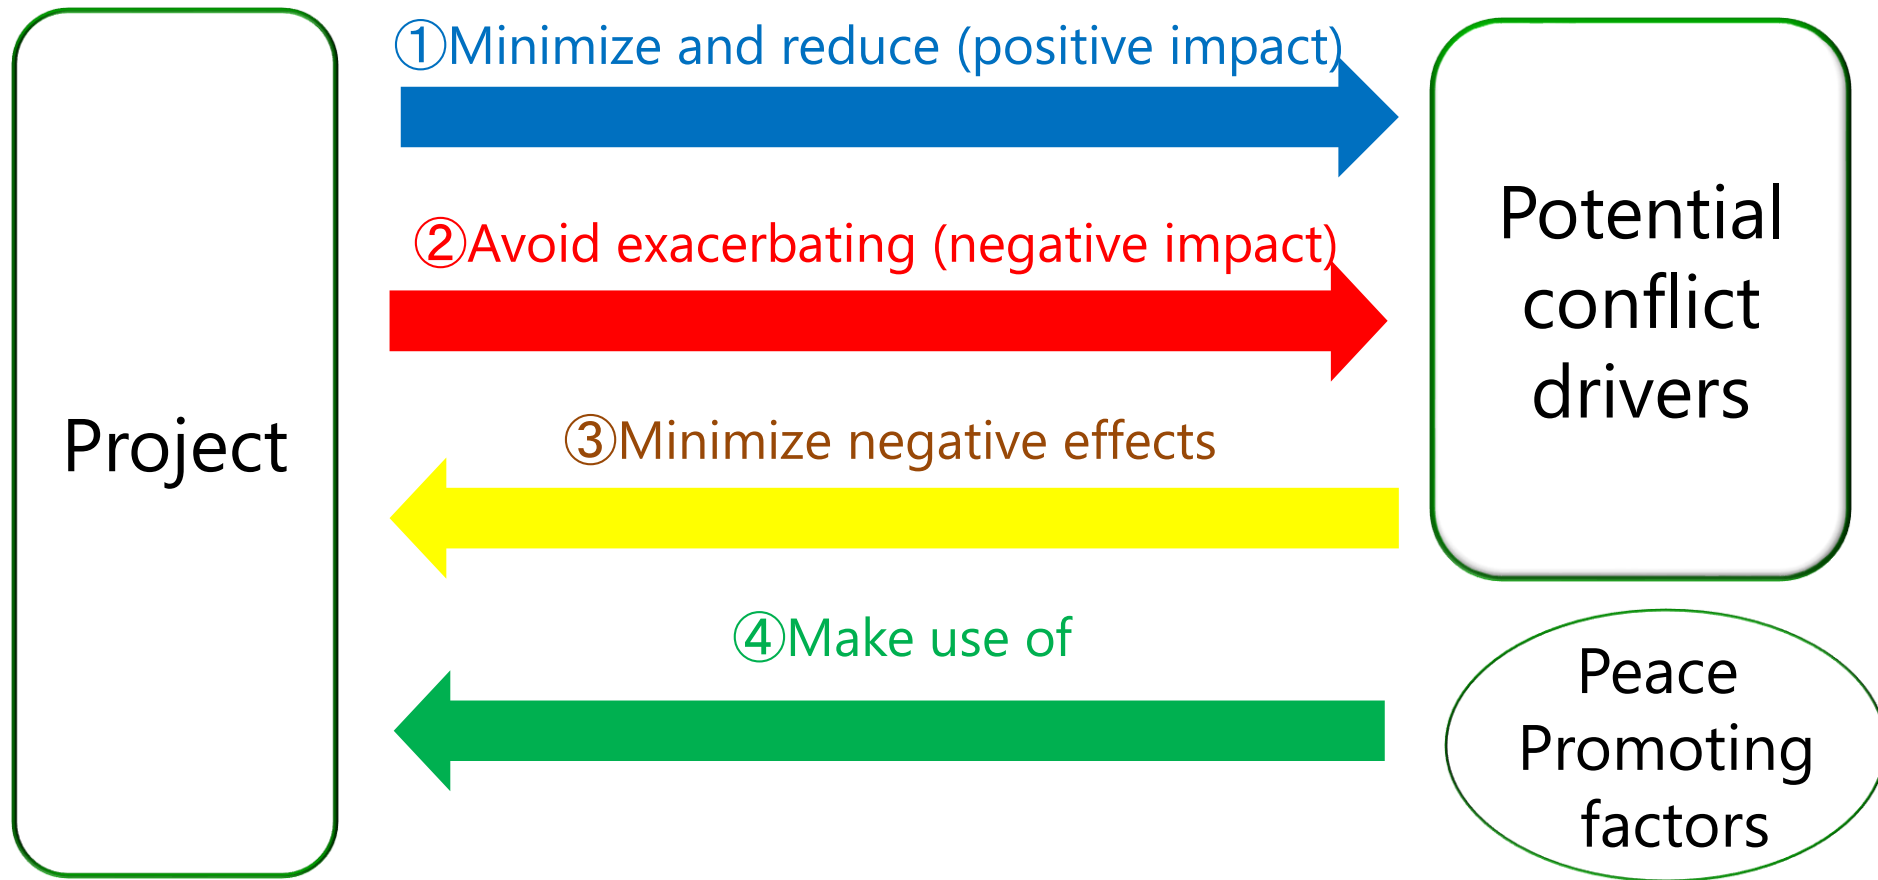 Project
①Minimize and reduce (positive impact)
②Avoid exacerbating (negative impact)
③Minimize negative effects
④Make use of
Potential
conflict
drivers
Peace
Promoting
factors